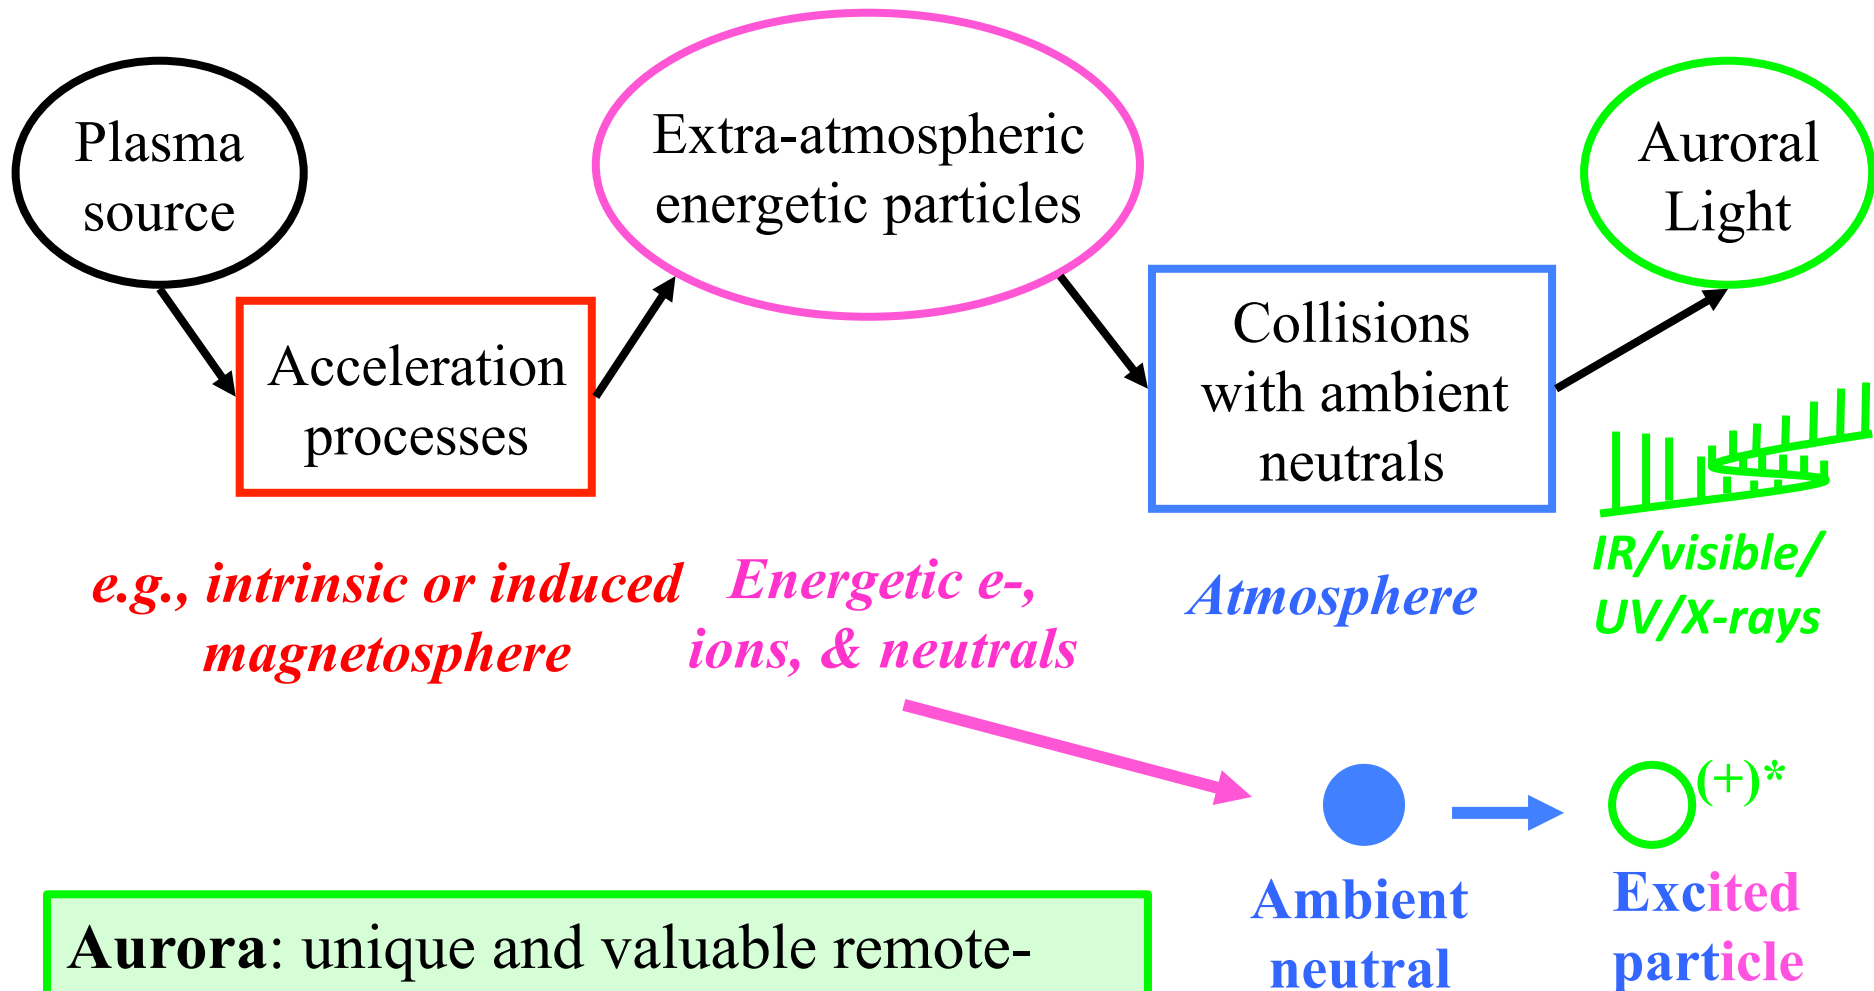 Plasma
source
Extra-atmospheric
energetic particles
Auroral
Light
Acceleration
processes
Collisions
with ambient
neutrals
e.g., intrinsic or induced
magnetosphere
Energetic e-,
ions, & neutrals
Atmosphere
IR/visible/
UV/X-rays
(+)*
Ambient
neutral
Excited
particle
Aurora: unique and valuable remote-